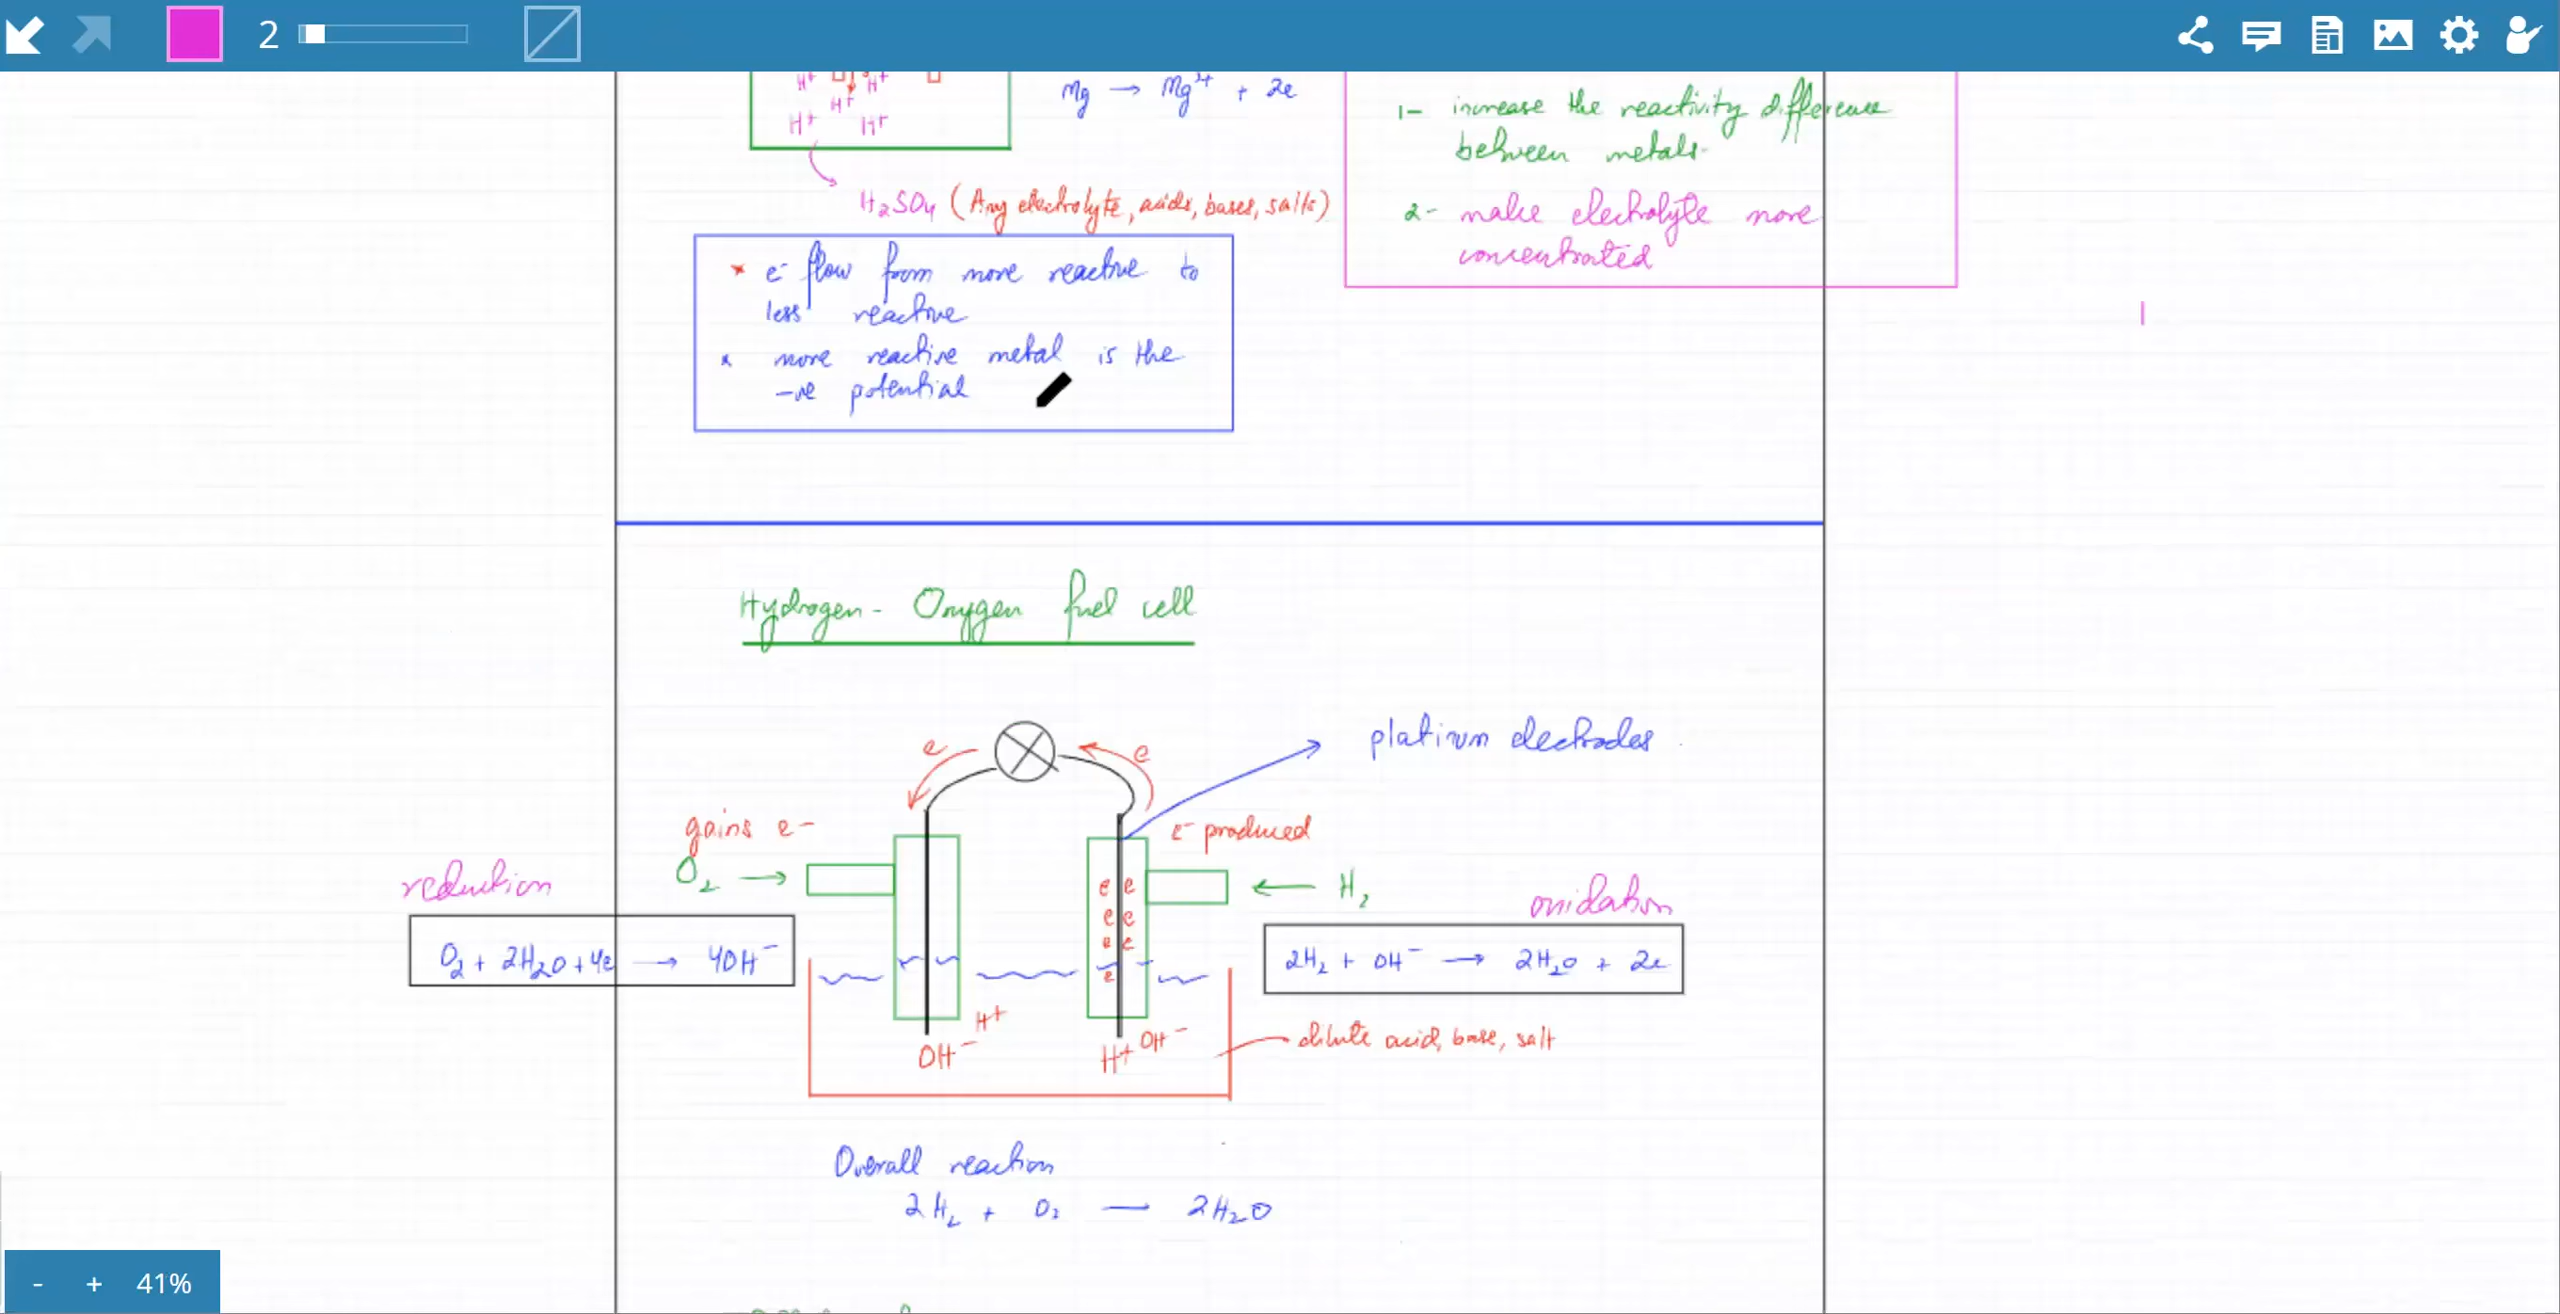 2
H+ H+
H+
H+ H+
Mg → Mg2+ + 2e
H2SO4 (Any electrolyte, acids, bases, salts)
* e- flow from more reactive to
less reactive
* more reactive metal is the
-ve potential
1- increase the reactivity difference
between metals.
2- make electrolyte more
concentrated
Hydrogen - Oxygen fuel cell
e e
platinum electrodes
gains e-
O2 →
e- produced
← H2
reduction
O2 + 2H2O + 4e → 4OH-
oxidation
2H2 + OH- → 2H2O + 2e
e e
e e
e e
e
H+
OH-
H+ OH-
dilute acid, base, salt
Overall reaction
2H2 + O2 — 2H2O
- + 41%